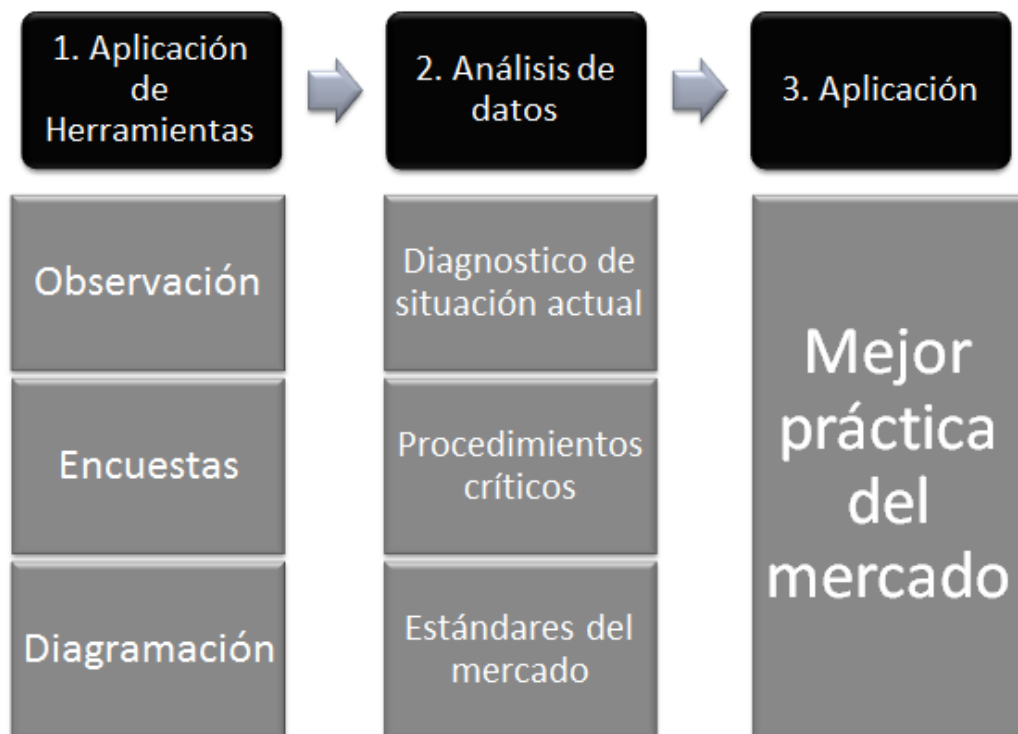 1. Aplicación
de
Herramientas
2. Análisis de
datos
3. Aplicación
Observación
Encuestas
Diagramación
Diagnostico de
situación actual
Procedimientos
críticos
Estándares del
mercado
Mejor
práctica
del
mercado